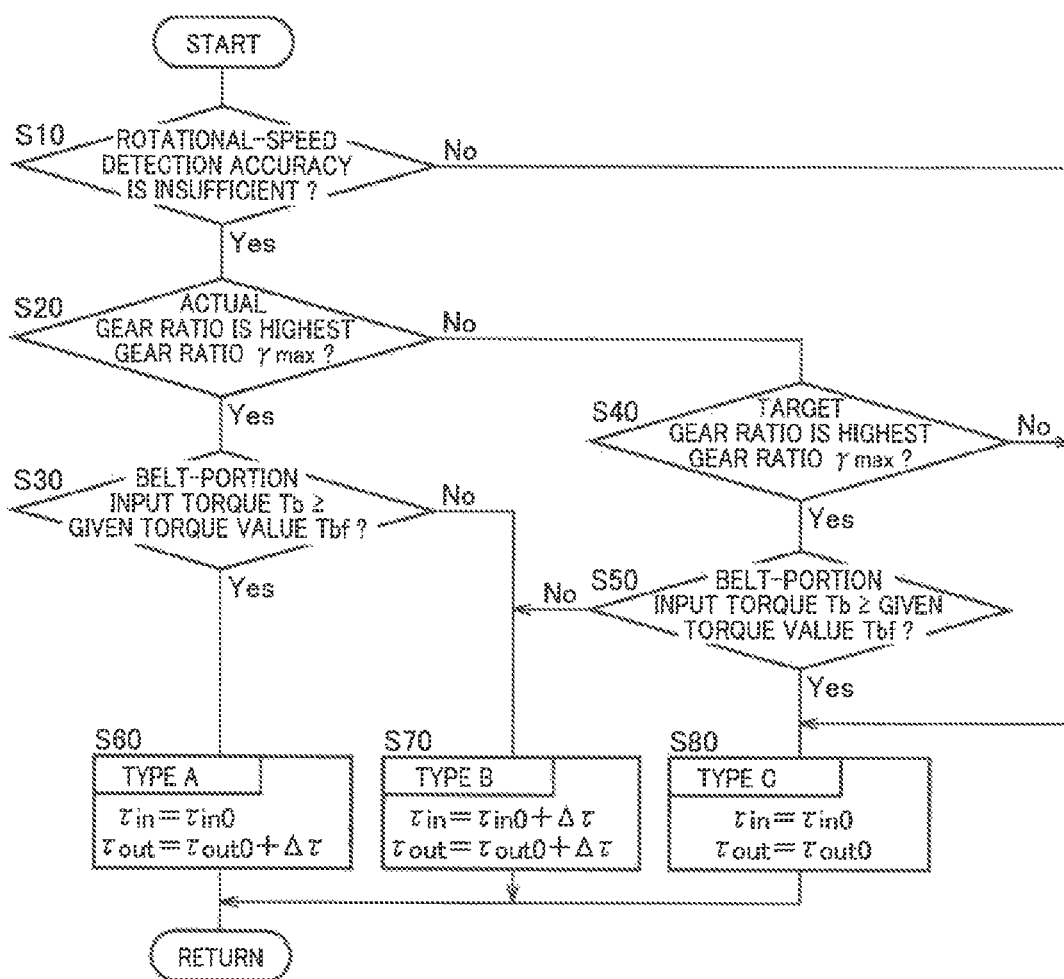 START
S10
ROTATIONAL-SPEED
DETECTION ACCURACY
IS INSUFFICIENT ?
No
Yes
S20
ACTUAL
GEAR RATIO IS HIGHEST
GEAR RATIO γ max ?
No
Yes
S40
TARGET
GEAR RATIO IS HIGHEST
GEAR RATIO γ max ?
No
Yes
S30
BELT-PORTION
INPUT TORQUE Tb ≥
GIVEN TORQUE VALUE Tbf ?
No
Yes
S50
BELT-PORTION
INPUT TORQUE Tb ≥ GIVEN
TORQUE VALUE Tbf ?
No
Yes
S60
TYPE A
τin=τin0
τout=τout0+Δτ
S70
TYPE B
τin=τin0+Δτ
τout=τout0+Δτ
S80
TYPE C
τin=τin0
τout=τout0
RETURN